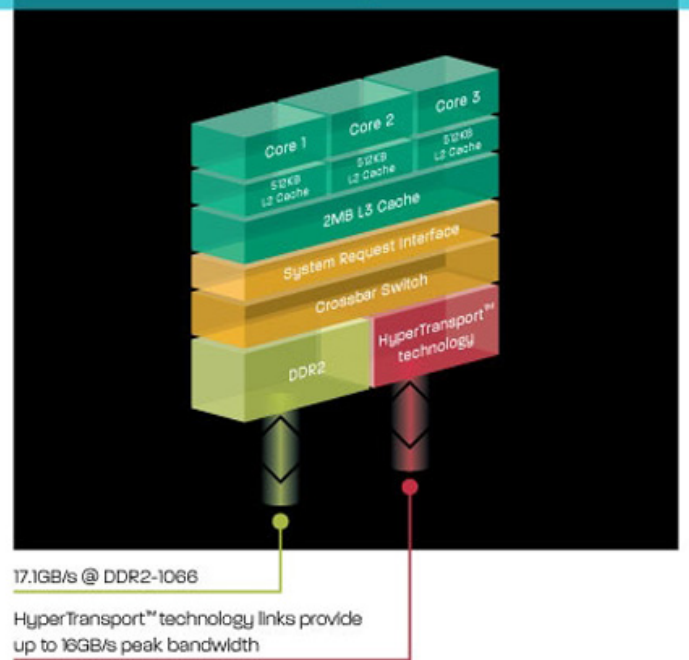 Core 1
Core 2
Core 3
512KB
L2 Cache
512KB
L2 Cache
512KB
L2 Cache
2MB L3 Cache
System Request Interface
Crossbar Switch
DDR2
HyperTransport™
technology
17.1GB/s @ DDR2-1066
HyperTransport™ technology links provide
up to 16GB/s peak bandwidth